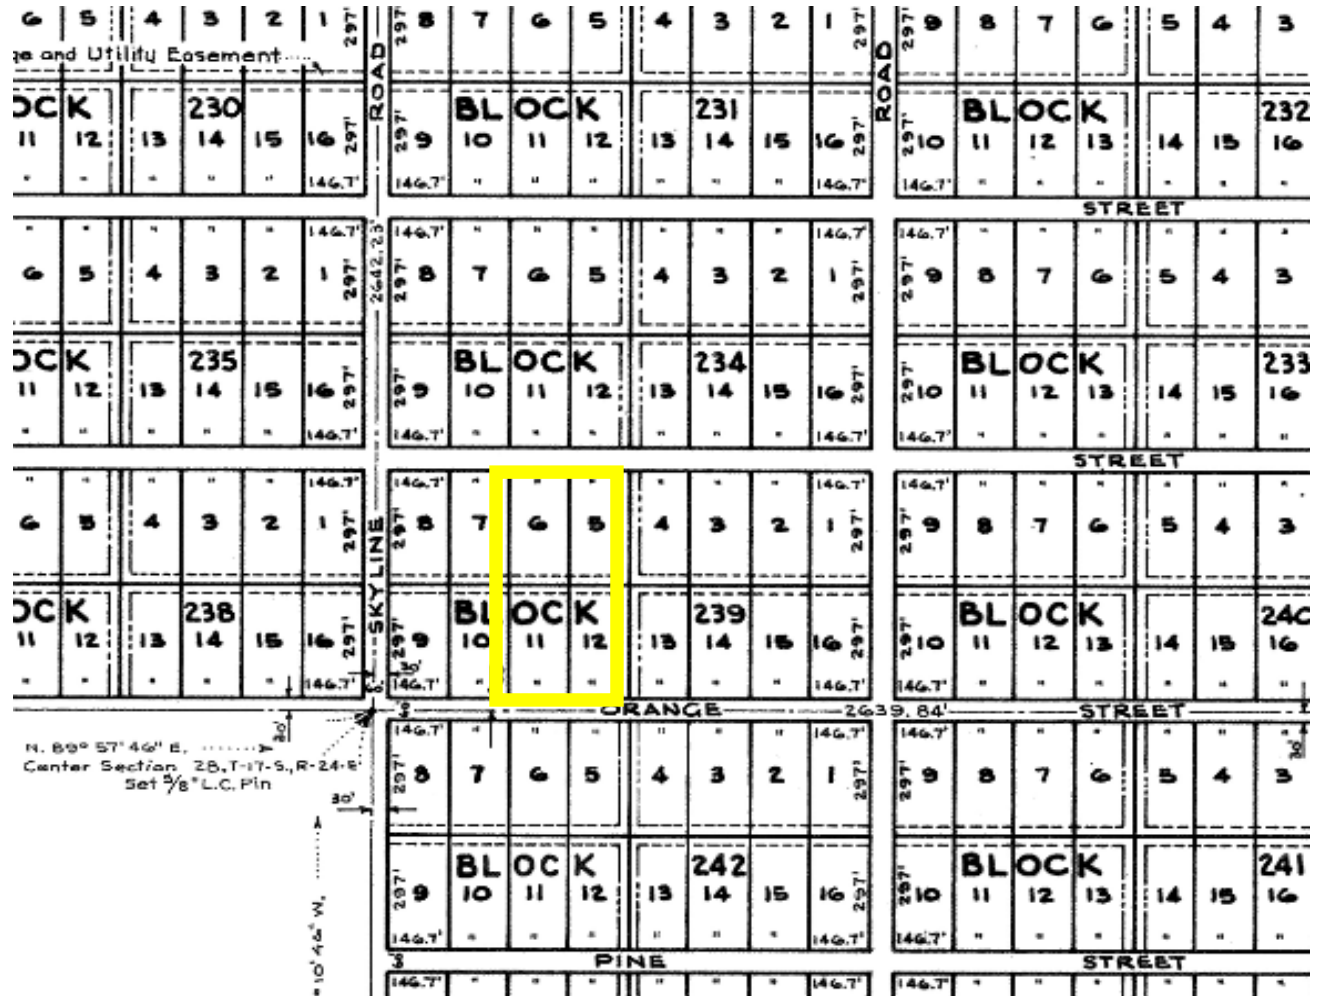 6 5 4 3 2 1 297' 297' 8 7 6 5 4 3 2 1 297' 297' 9 8 7 6 5 4 3
ge and Utility Easement
ROAD ROAD
OCK 230 BLOCK 231 BLOCK 232
11 12 13 14 15 16 297' 297' 9 10 11 12 13 14 15 16 297' 297' 10 11 12 13 14 15 16
" " " " " 146.7' 146.7' " " " " " " 146.7' 146.7' " " " " " "
STREET
" " " " " 146.7' 146.7' " " " " " " 146.7' 146.7' " " " " " "
2642.23'
6 5 4 3 2 1 297' 297' 8 7 6 5 4 3 2 1 297' 297' 9 8 7 6 5 4 3
OCK 235 BLOCK 234 BLOCK 233
11 12 13 14 15 16 297' 297' 9 10 11 12 13 14 15 16 297' 297' 10 11 12 13 14 15 16
" " " " " 146.7' 146.7' " " " " " " 146.7' 146.7' " " " " " "
STREET
" " " " " 146.7' 146.7' " " " " " " 146.7' 146.7' " " " " " "
6 5 4 3 2 1 297' 297' 8 7 6 5 4 3 2 1 297' 297' 9 8 7 6 5 4 3
SKYLINE
OCK 238 BLOCK 239 BLOCK 240
11 12 13 14 15 16 297' 297' 9 10 11 12 13 14 15 16 297' 297' 10 11 12 13 14 15 16
30'
" " " " " 146.7' 146.7' " " " " " " 146.7' 146.7' " " " " " "
ORANGE 2639.84' STREET
30' 30'
146.7' " " " " " " 146.7' 146.7' " " " " " "
N. 89° 57' 46" E.
Center Section 28, T-17-S., R-24-E
Set 5/8" L.C. Pin
297' 8 7 6 5 4 3 2 1 297' 297' 9 8 7 6 5 4 3
30'
BLOCK 242 BLOCK 241
297' 9 10 11 12 13 14 15 16 297' 297' 10 11 12 13 14 15 16
° 10' 46" W.
146.7' " " " " " " 146.7' 146.7' " " " " " "
PINE STREET
146.7' " " " " " " 146.7' 146.7' " " " " " "